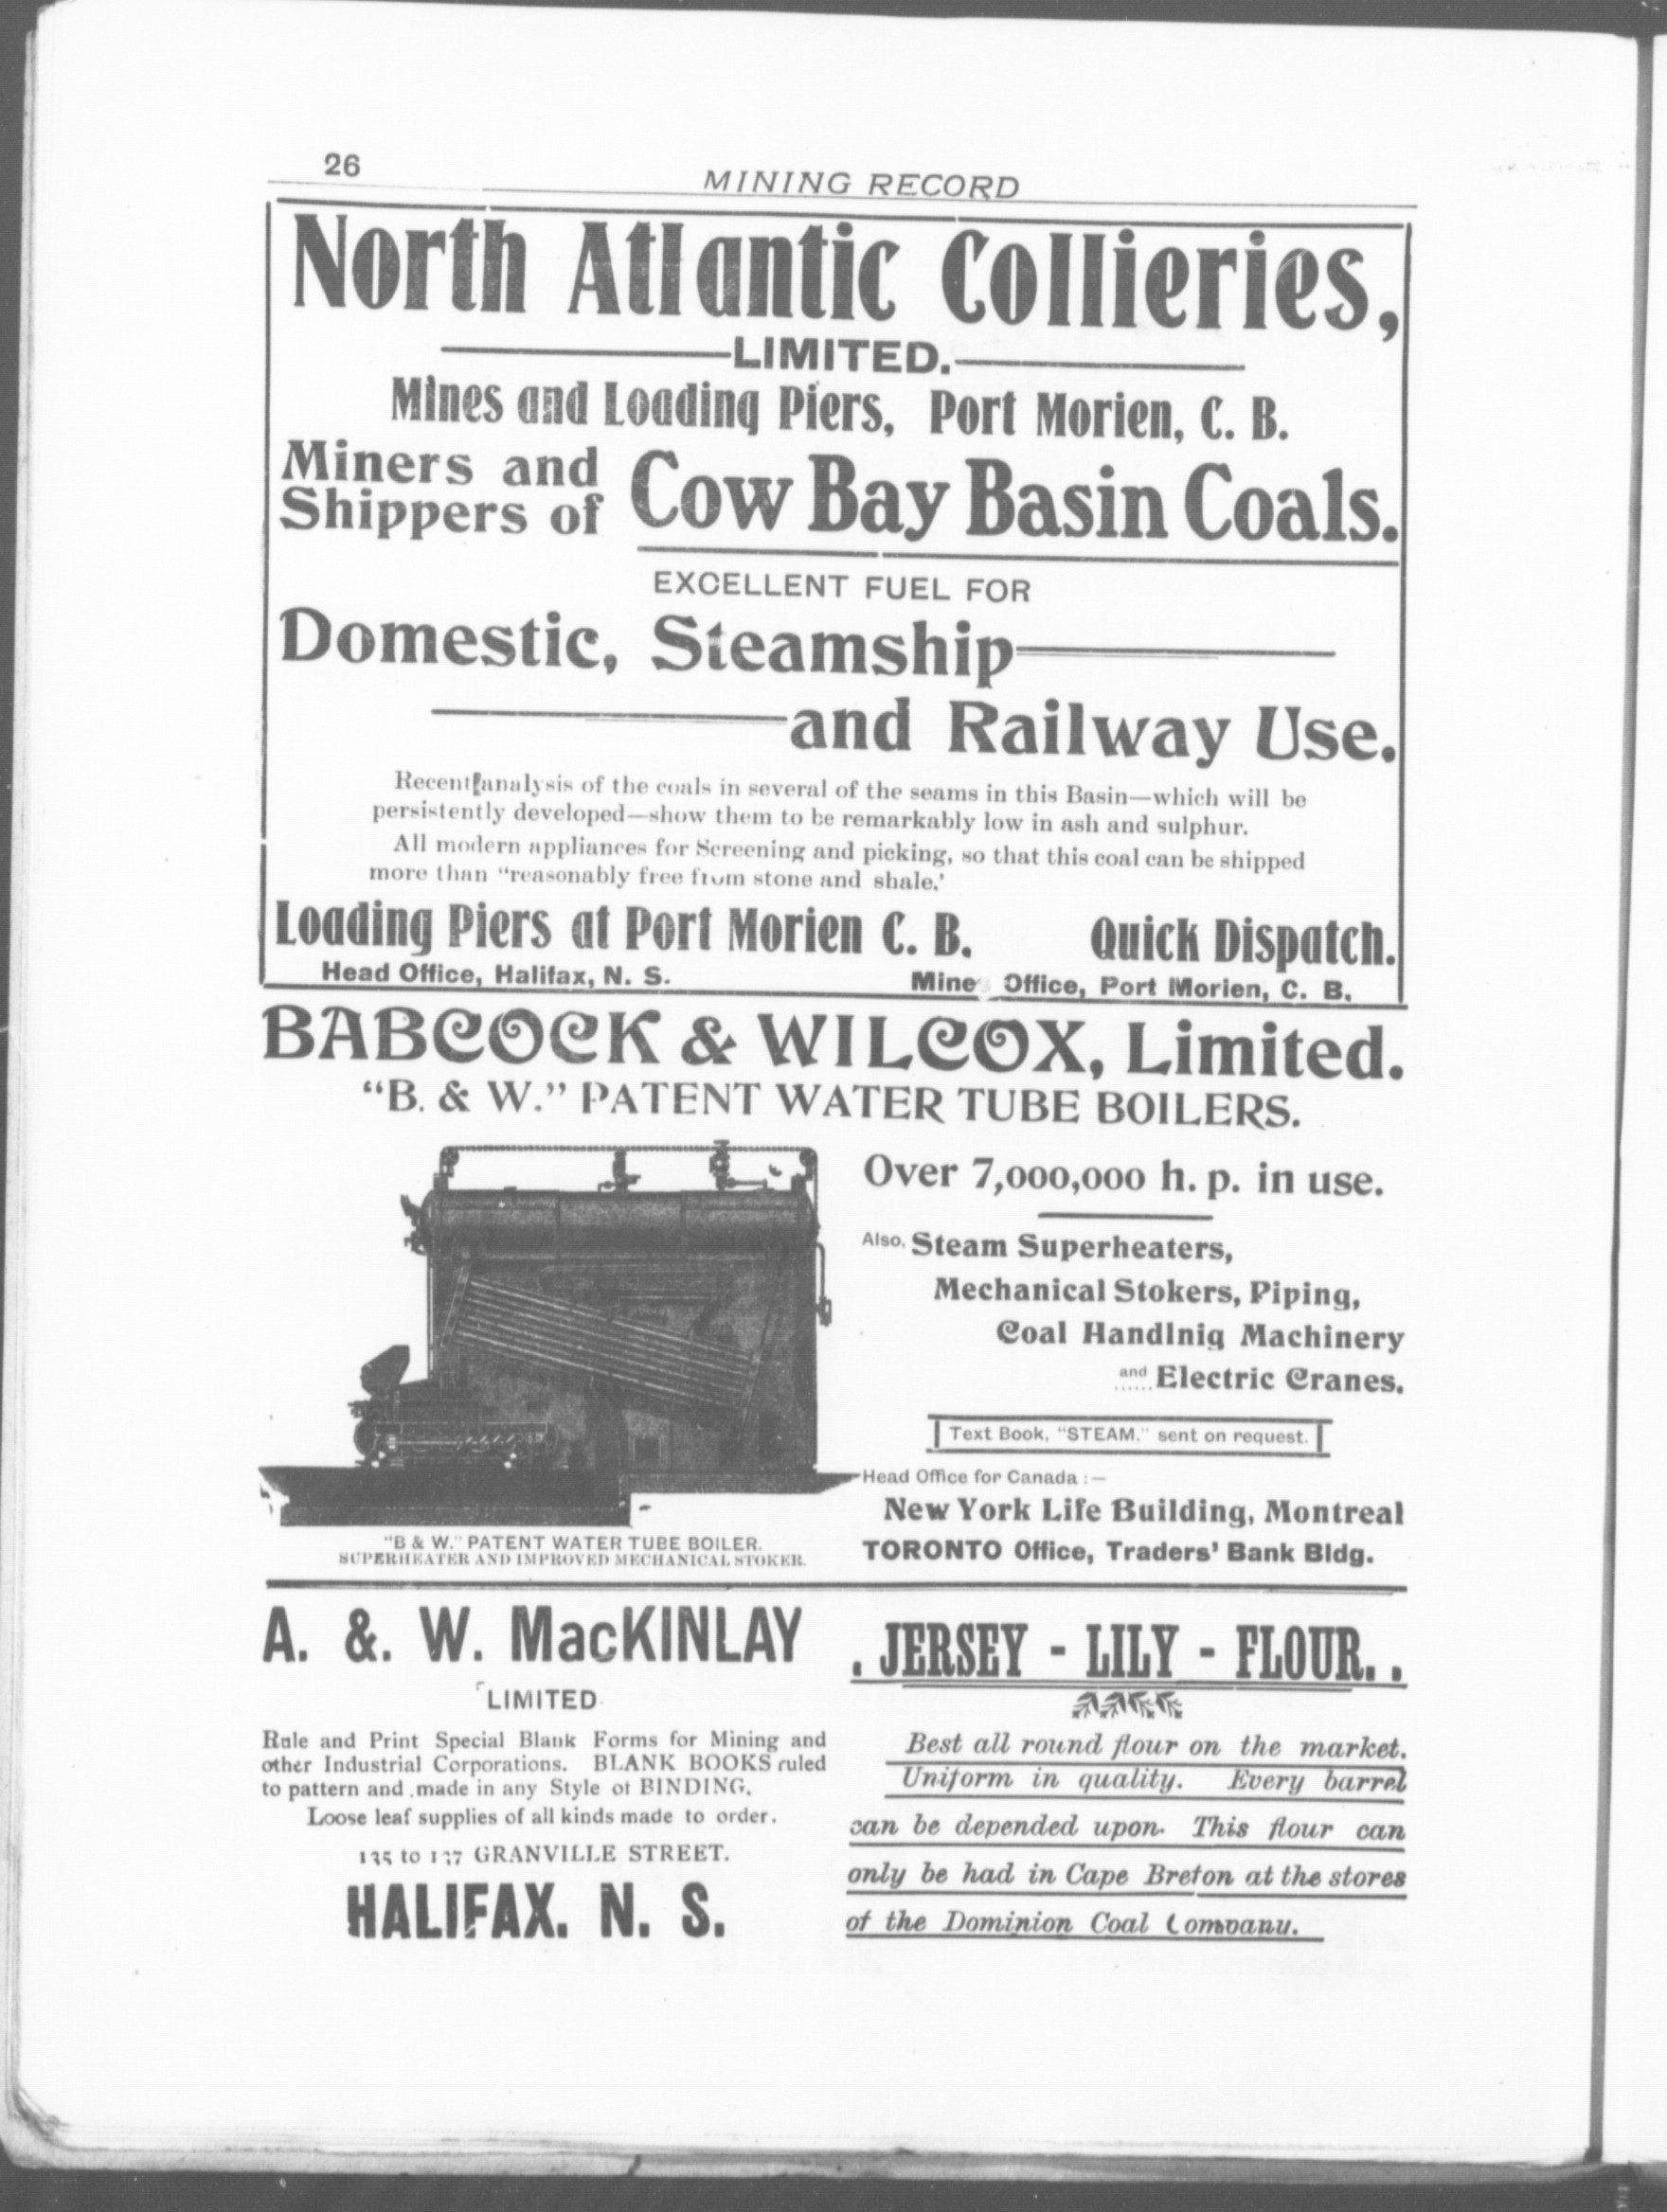 26
MINING RECORD
North Atlantic Collieries,
LIMITED.
Mines and Loading Piers, Port Morien, C. B.
Miners and
Shippers of
Cow Bay Basin Coals.
EXCELLENT FUEL FOR
Domestic, Steamship
and Railway Use.
Recent analysis of the coals in several of the seams in this Basin—which will be
persistently developed—show them to be remarkably low in ash and sulphur.
All modern appliances for Screening and picking, so that this coal can be shipped
more than "reasonably free from stone and shale.'
Loading Piers at Port Morien C. B. Quick Dispatch.
Head Office, Halifax, N. S. Mines Office, Port Morien, C. B.
BABCOCK & WILCOX, Limited.
"B. & W." PATENT WATER TUBE BOILERS.
Over 7,000,000 h. p. in use.
Also, Steam Superheaters,
Mechanical Stokers, Piping,
Coal Handlnig Machinery
and Electric Cranes.
Text Book, "STEAM," sent on request.
Head Office for Canada :—
New York Life Building, Montreal
TORONTO Office, Traders' Bank Bldg.
"B & W." PATENT WATER TUBE BOILER.
SUPERHEATER AND IMPROVED MECHANICAL STOKER.
A. &. W. MacKINLAY
LIMITED
Rule and Print Special Blank Forms for Mining and
other Industrial Corporations. BLANK BOOKS ruled
to pattern and made in any Style of BINDING.
Loose leaf supplies of all kinds made to order.
135 to 137 GRANVILLE STREET.
HALIFAX. N. S.
. JERSEY - LILY - FLOUR. .
Best all round flour on the market.
Uniform in quality. Every barrel
can be depended upon. This flour can
only be had in Cape Breton at the stores
of the Dominion Coal Company.